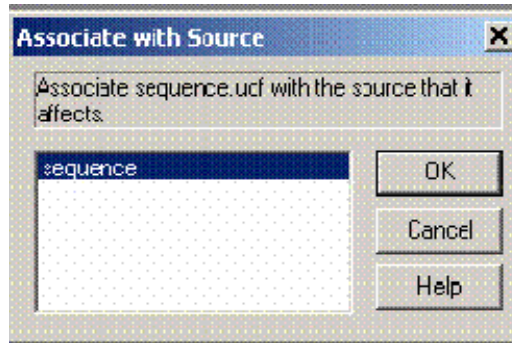 Associate with Source
Associate sequence.ucf with the source that it
affects.
sequence
OK
Cancel
Help